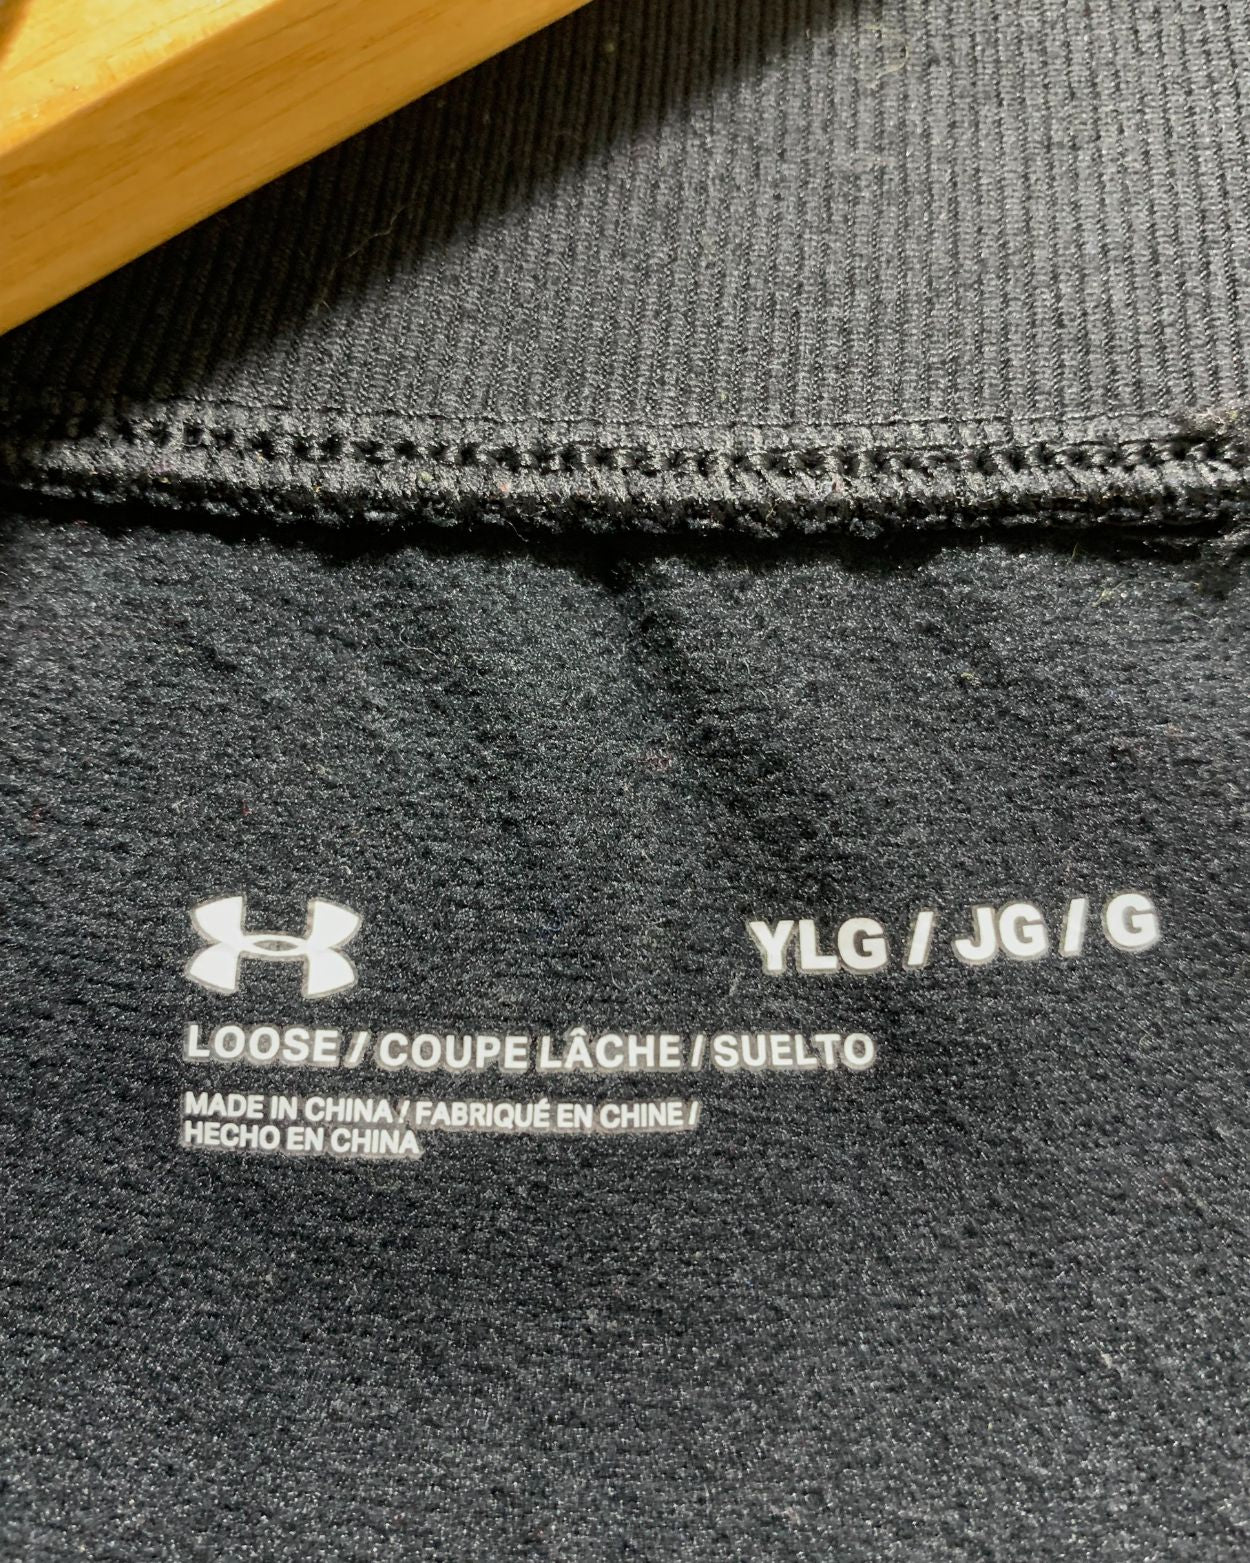 YLG / JG / G
LOOSE / COUPE LÂCHE / SUELTO
MADE IN CHINA / FABRIQUÉ EN CHINE /
HECHO EN CHINA